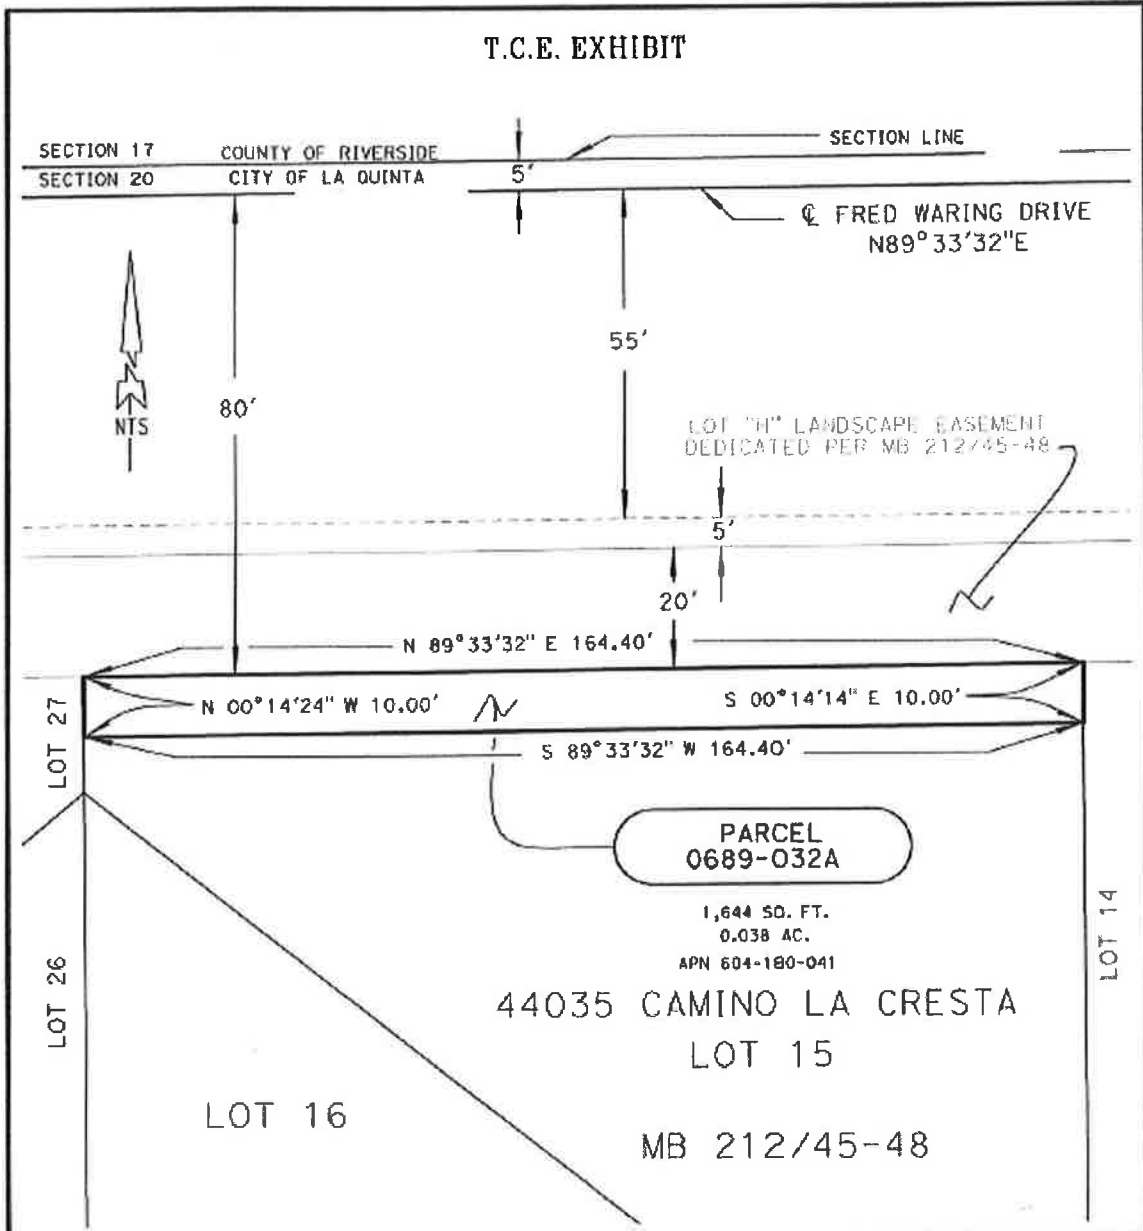 T.C.E. EXHIBIT
SECTION 17 COUNTY OF RIVERSIDE
SECTION LINE
SECTION 20 CITY OF LA QUINTA
5'
℄ FRED WARING DRIVE
N89°33'32"E
55'
80'
N
NTS
LOT "H" LANDSCAPE EASEMENT
DEDICATED PER MB 212/45-48
5'
20'
N 89°33'32" E 164.40'
N 00°14'24" W 10.00'
S 00°14'14" E 10.00'
S 89°33'32" W 164.40'
LOT 27
PARCEL
0689-032A
1,644 SQ. FT.
0.038 AC.
APN 604-180-041
LOT 14
LOT 26
44035 CAMINO LA CRESTA
LOT 15
LOT 16
MB 212/45-48